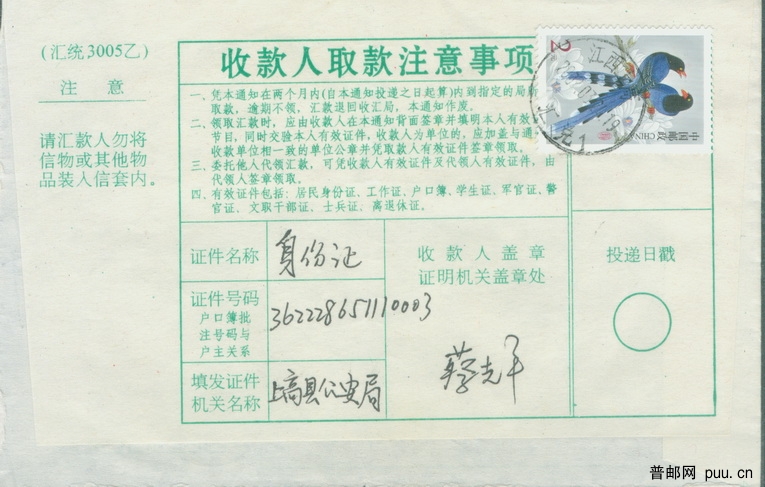 (汇统3005乙)
注 意
请汇款人勿将
信物或其他物
品装入信套内。
收款人取款注意事项
一、凭本通知在两个月内(自本通知投递之日起算)内到指定的局所
取款，逾期不领，汇款退回收汇局，本通知作废。
二、领取汇款时，应由收款人在本通知背面签章并填明本人有效
节目，同时交验本人有效证件，收款人为单位的，应加盖与通
收款单位相一致的单位公章并凭取款人有效证件签章领取。
三、委托他人代领汇款，可凭收款人有效证件及代领人有效证件，由
代领人签章领取。
四、有效证件包括：居民身份证、工作证、户口簿、学生证、军官证、警
官证、文职干部证、士兵证、离退休证。
2
中国邮政 CHINA
江西
证件名称
身份证
证件号码
户口簿批
注号码与
户主关系
362228651110003
填发证件
机关名称
上高县公安局
收款人盖章
证明机关盖章处
投递日戳
普邮网 puu.cn